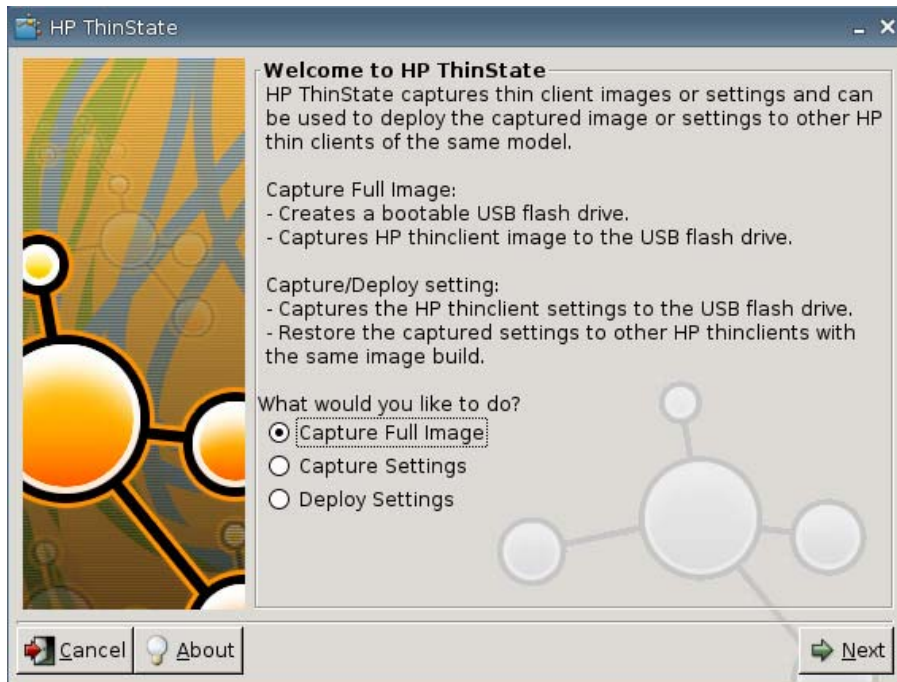 HP ThinState
Welcome to HP ThinState
HP ThinState captures thin client images or settings and can
be used to deploy the captured image or settings to other HP
thin clients of the same model.
Capture Full Image:
- Creates a bootable USB flash drive.
- Captures HP thinclient image to the USB flash drive.
Capture/Deploy setting:
- Captures the HP thinclient settings to the USB flash drive.
- Restore the captured settings to other HP thinclients with
the same image build.
What would you like to do?
Capture Full Image
Capture Settings
Deploy Settings
Cancel About Next